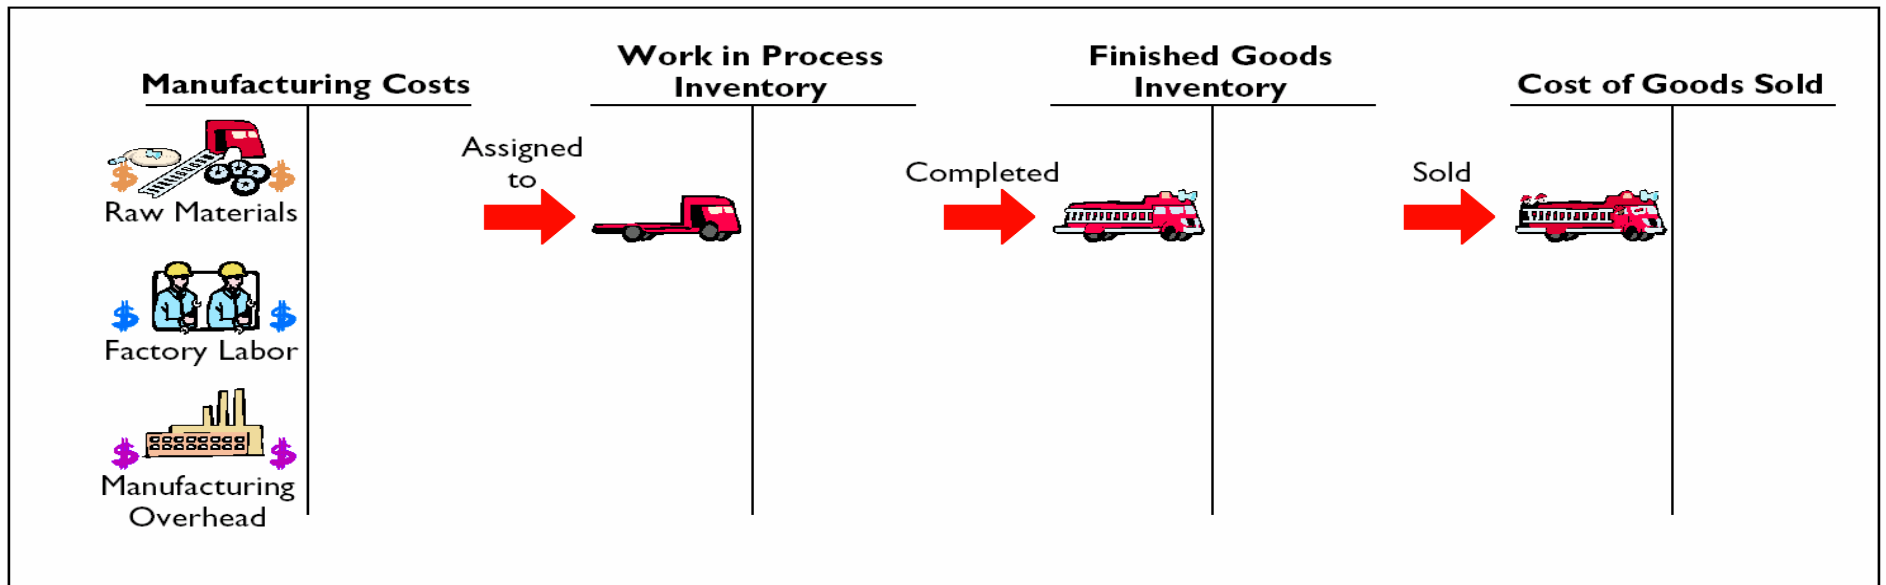 Manufacturing Costs
Raw Materials
Factory Labor
Manufacturing
Overhead
Assigned
to
Work in Process
Inventory
Completed
Finished Goods
Inventory
Sold
Cost of Goods Sold